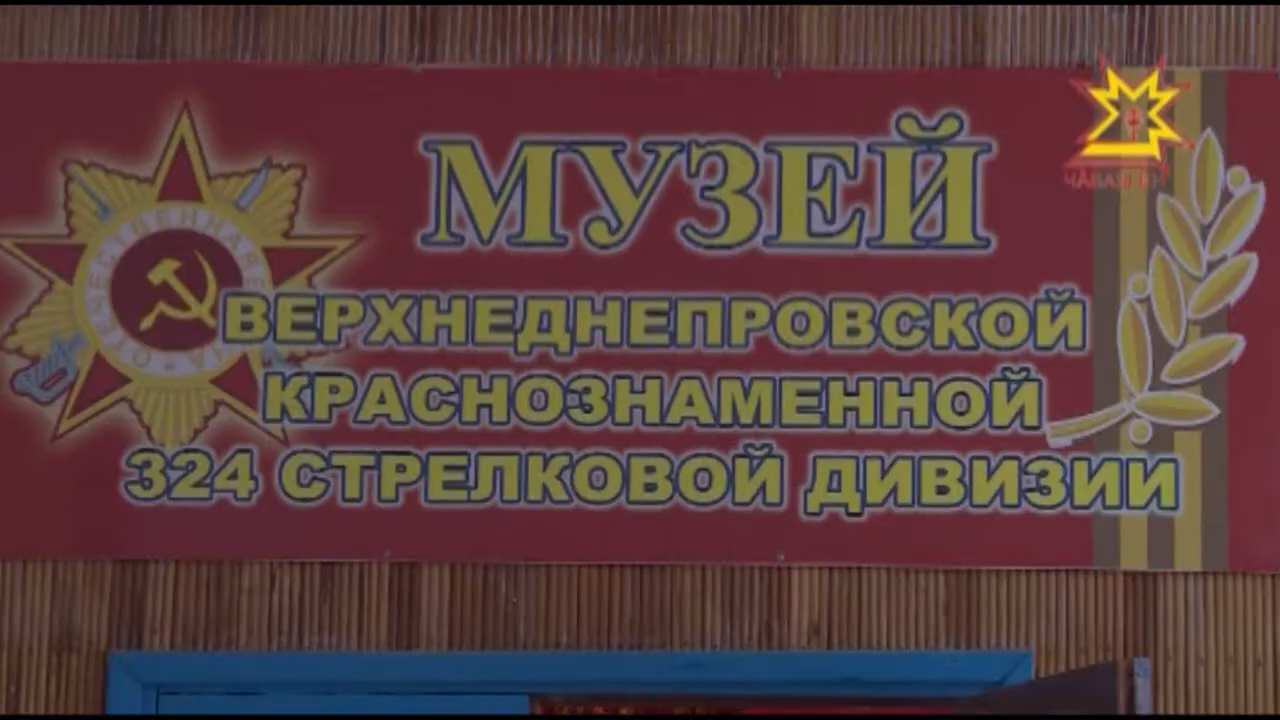 МУЗЕЙ
ВЕРХНЕДНЕПРОВСКОЙ
КРАСНОЗНАМЕННОЙ
324 СТРЕЛКОВОЙ ДИВИЗИИ